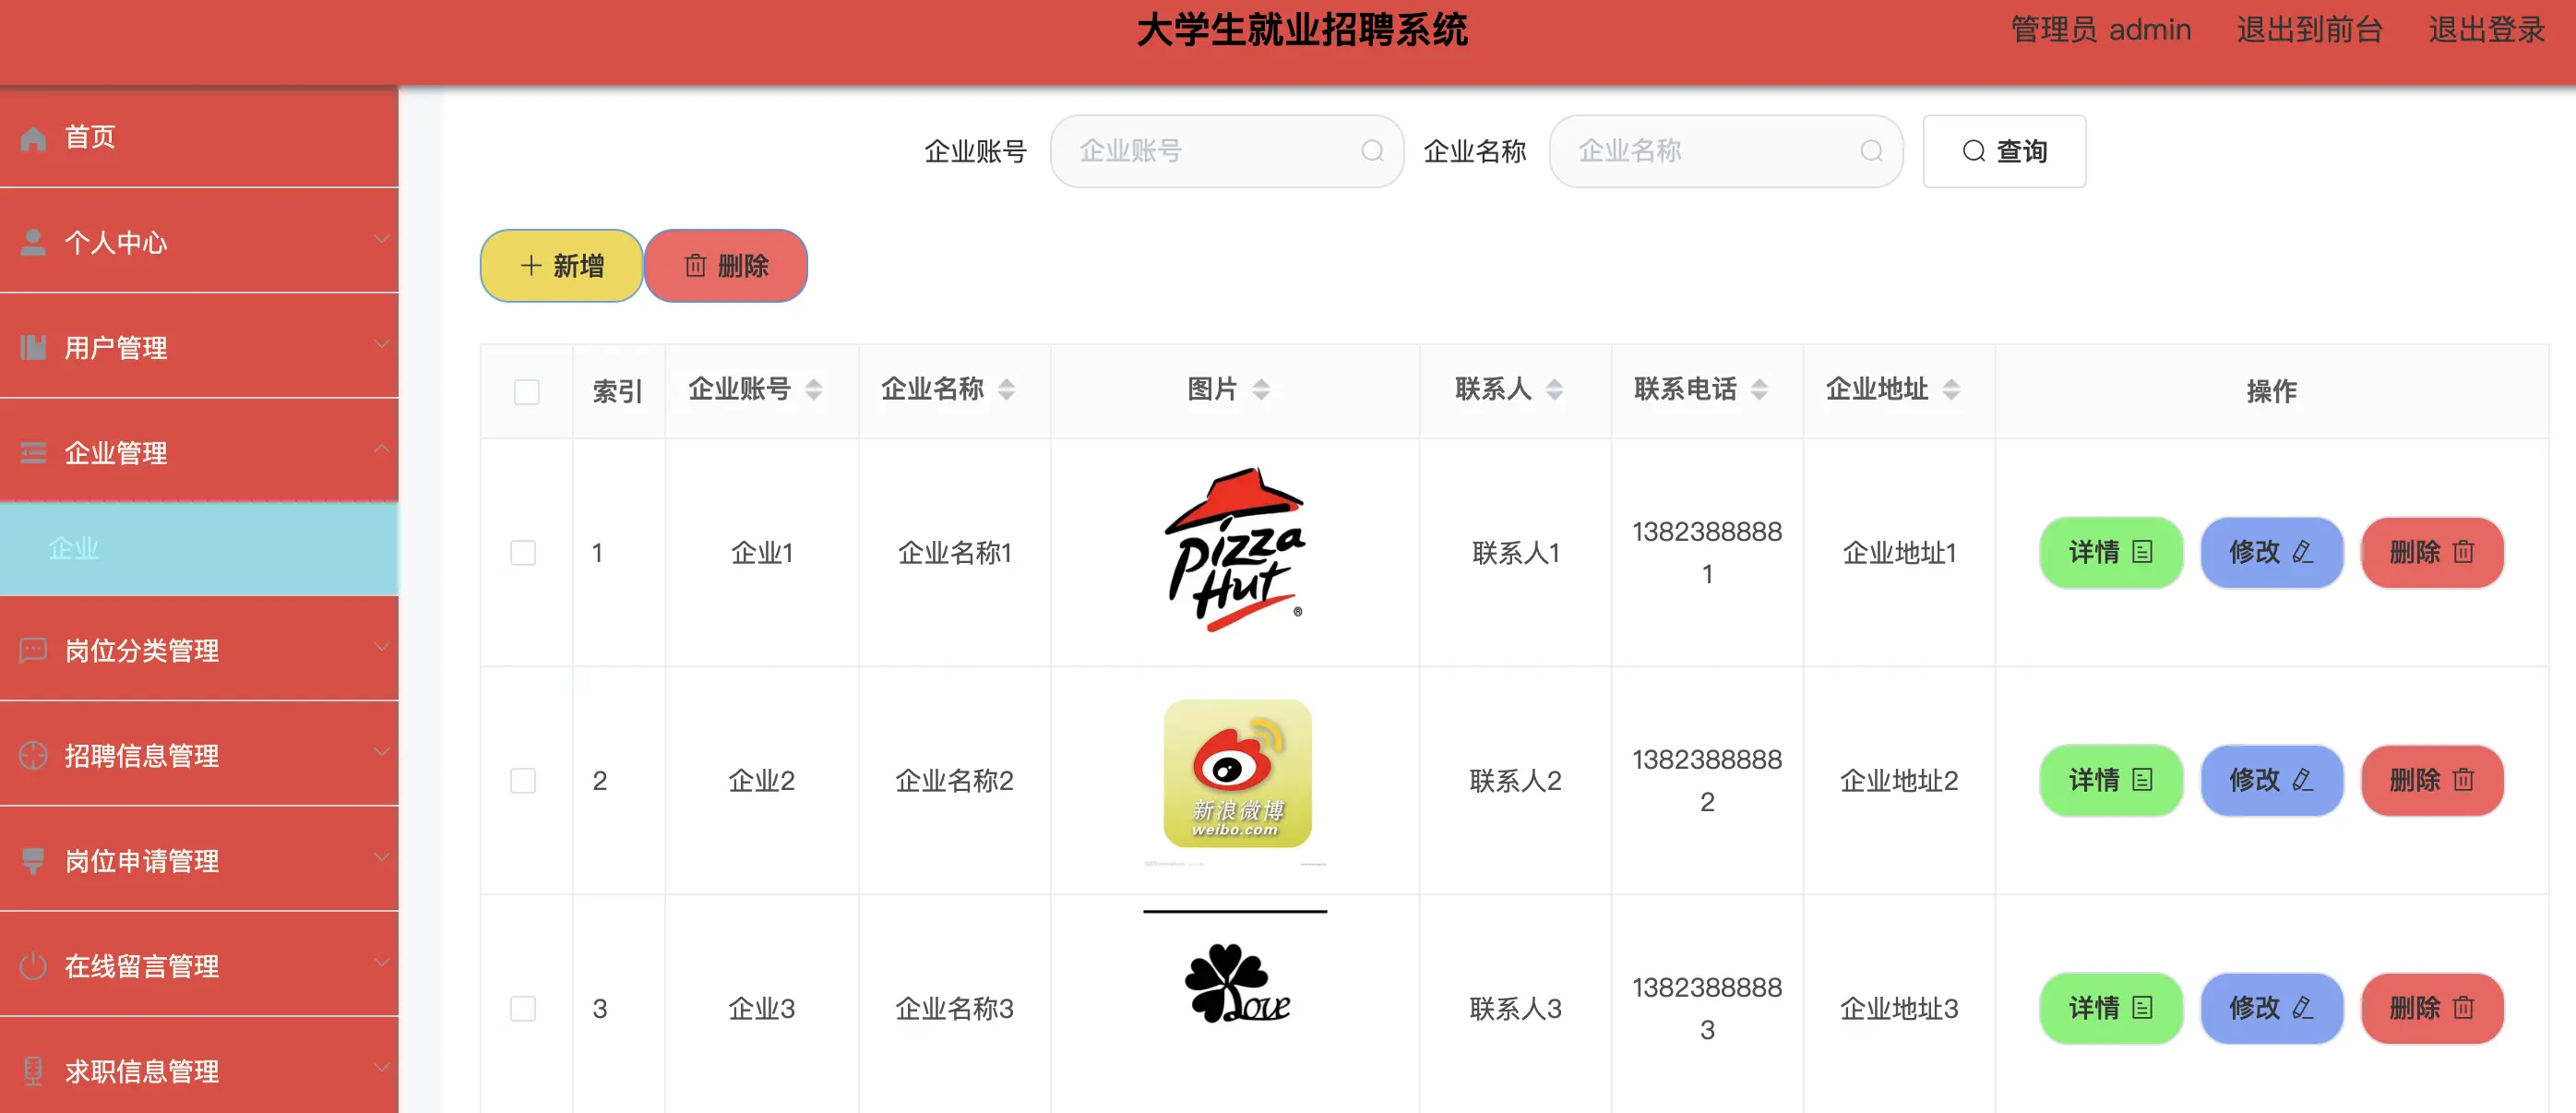 大学生就业招聘系统
管理员 admin 退出到前台 退出登录
首页
个人中心
用户管理
企业管理
企业
岗位分类管理
招聘信息管理
岗位申请管理
在线留言管理
求职信息管理
企业账号 企业账号 企业名称 企业名称 查询
新增 删除
索引 企业账号 企业名称 图片 联系人 联系电话 企业地址 操作
1 企业1 企业名称1 Pizza Hut ® 联系人1 13823888881 企业地址1 详情 修改 删除
2 企业2 企业名称2 新浪微博 weibo.com 联系人2 13823888882 企业地址2 详情 修改 删除
3 企业3 企业名称3 Love 联系人3 13823888883 企业地址3 详情 修改 删除